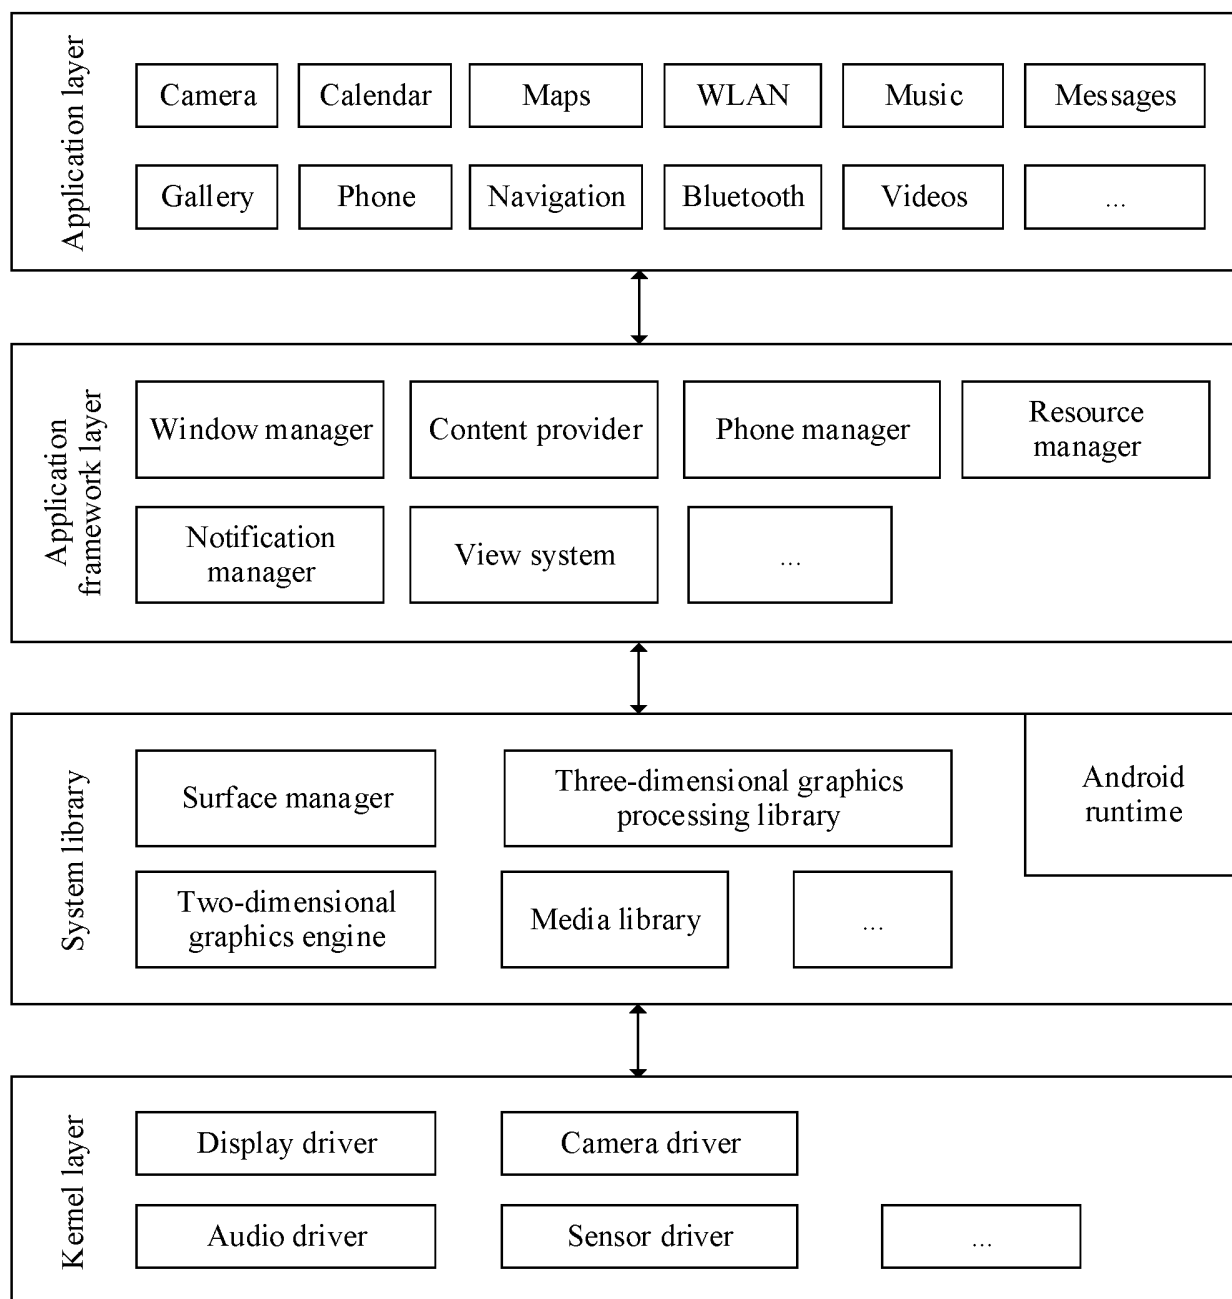 Application layer
Camera
Calendar
Maps
WLAN
Music
Messages
Gallery
Phone
Navigation
Bluetooth
Videos
...
Application
framework layer
Window manager
Content provider
Phone manager
Resource
manager
Notification
manager
View system
...
System library
Surface manager
Three-dimensional graphics
processing library
Android
runtime
Two-dimensional
graphics engine
Media library
...
Kernel layer
Display driver
Camera driver
Audio driver
Sensor driver
...